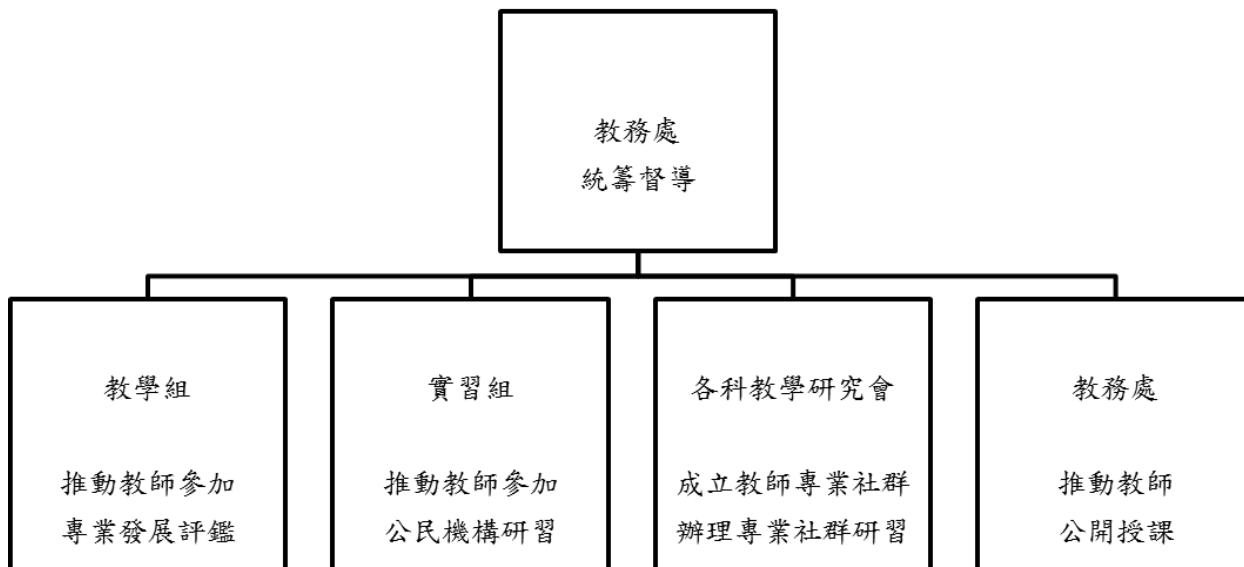 教務處
統籌督導
教學組
推動教師參加
專業發展評鑑
實習組
推動教師參加
公民機構研習
各科教學研究會
成立教師專業社群
辦理專業社群研習
教務處
推動教師
公開授課